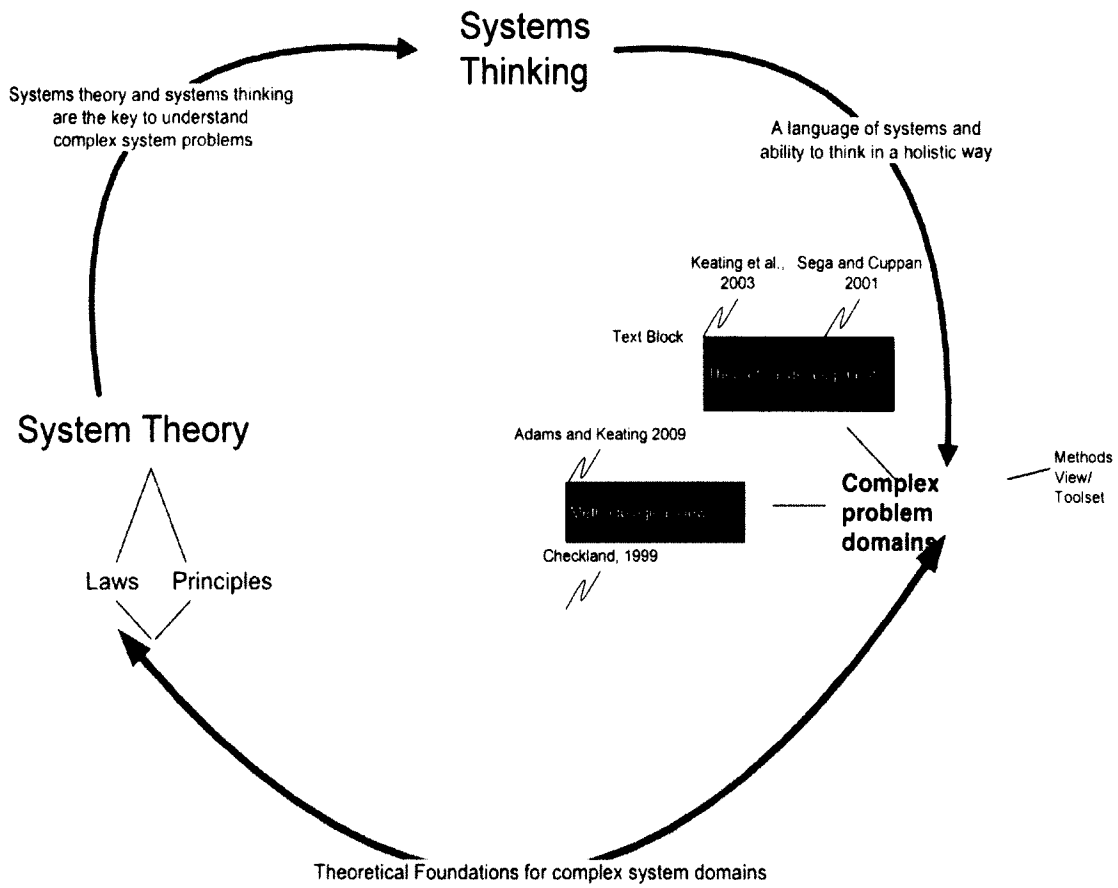 Systems
Thinking
Systems theory and systems thinking
are the key to understand
complex system problems
A language of systems and
ability to think in a holistic way
Keating et al.,
2003
Sega and Cuppan
2001
Text Block
System Theory
Adams and Keating 2009
Methods
View/
Toolset
Complex
problem
domains
Checkland, 1999
Laws
Principles
Theoretical Foundations for complex system domains